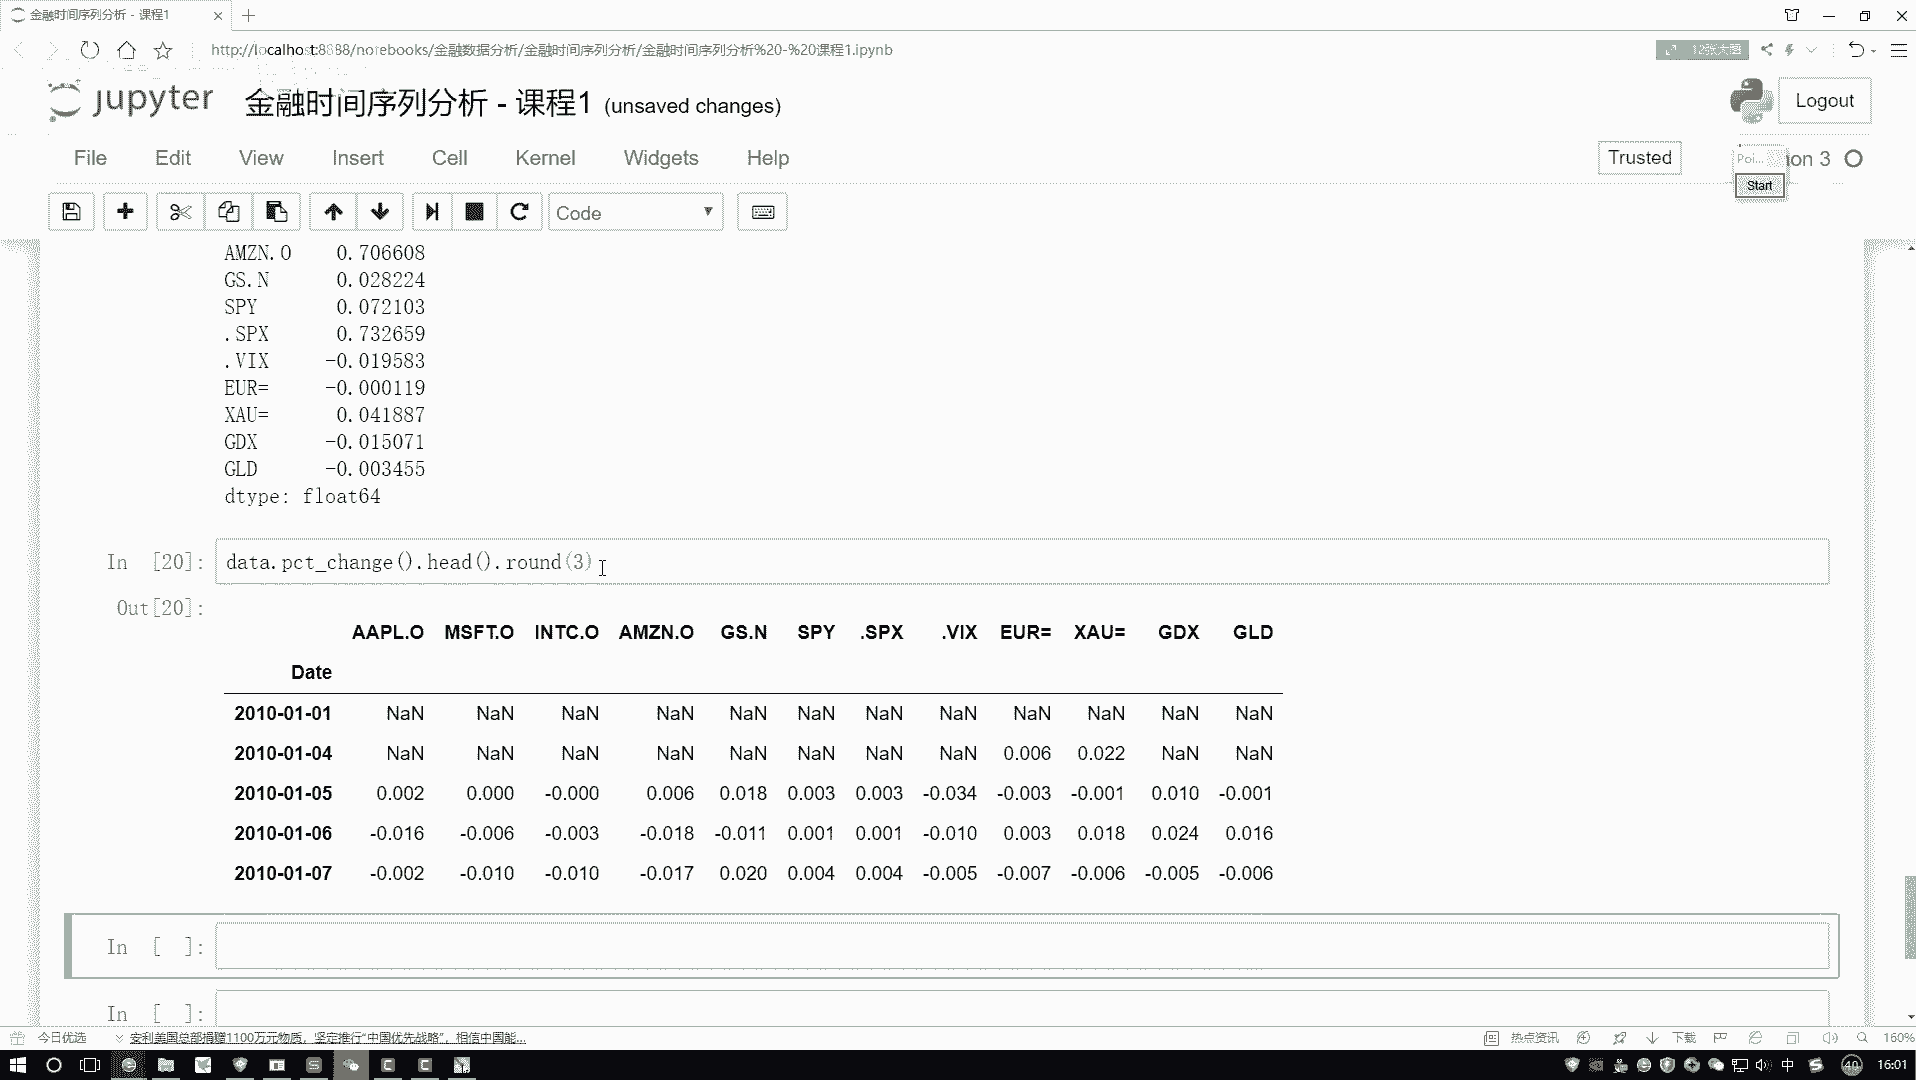 金融时间序列分析 - 课程1
http://localhost:8888/notebooks/金融数据分析/金融时间序列分析/金融时间序列分析%20-%20课程1.ipynb
12张大图
jupyter 金融时间序列分析 - 课程1 (unsaved changes)
Logout
File Edit View Insert Cell Kernel Widgets Help
Trusted
Poi... on 3
Start
Code
AMZN.O 0.706608
GS.N 0.028224
SPY 0.072103
.SPX 0.732659
.VIX -0.019583
EUR= -0.000119
XAU= 0.041887
GDX -0.015071
GLD -0.003455
dtype: float64
In [20]: data.pct_change().head().round(3)
Out[20]:
AAPL.O MSFT.O INTC.O AMZN.O GS.N SPY .SPX .VIX EUR= XAU= GDX GLD
Date
2010-01-01 NaN NaN NaN NaN NaN NaN NaN NaN NaN NaN NaN NaN
2010-01-04 NaN NaN NaN NaN NaN NaN NaN NaN 0.006 0.022 NaN NaN
2010-01-05 0.002 0.000 -0.000 0.006 0.018 0.003 0.003 -0.034 -0.003 -0.001 0.010 -0.001
2010-01-06 -0.016 -0.006 -0.003 -0.018 -0.011 0.001 0.001 -0.010 0.003 0.018 0.024 0.016
2010-01-07 -0.002 -0.010 -0.010 -0.017 0.020 0.004 0.004 -0.005 -0.007 -0.006 -0.005 -0.006
In [ ]:
In [ ]:
今日优选 安利美国总部捐赠1100万元物质，坚定推行“中国优先战略”，相信中国能... 热点资讯 下载 160%
中 40 16:01